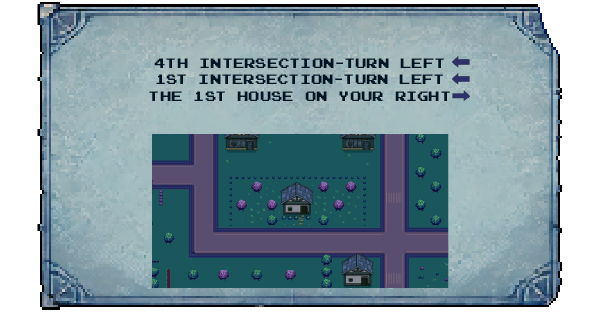 4TH INTERSECTION-TURN LEFT ←
1ST INTERSECTION-TURN LEFT ←
THE 1ST HOUSE ON YOUR RIGHT→